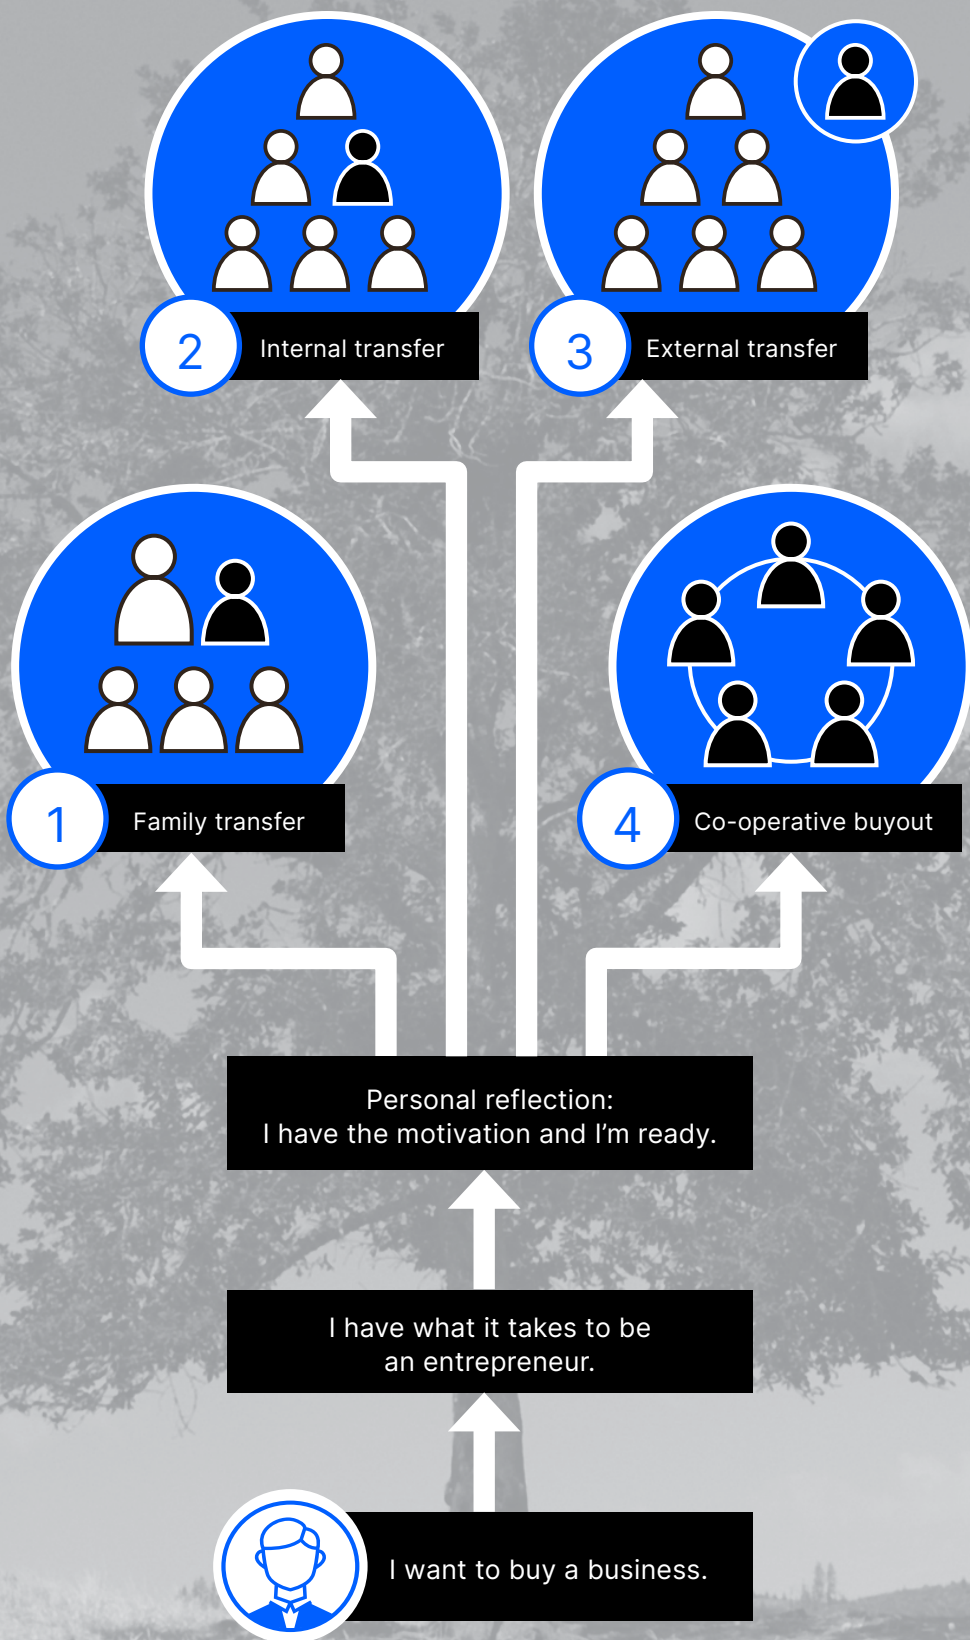 2
Internal transfer
3
External transfer
1
Family transfer
4
Co-operative buyout
Personal reflection:
I have the motivation and I’m ready.
I have what it takes to be
an entrepreneur.
I want to buy a business.